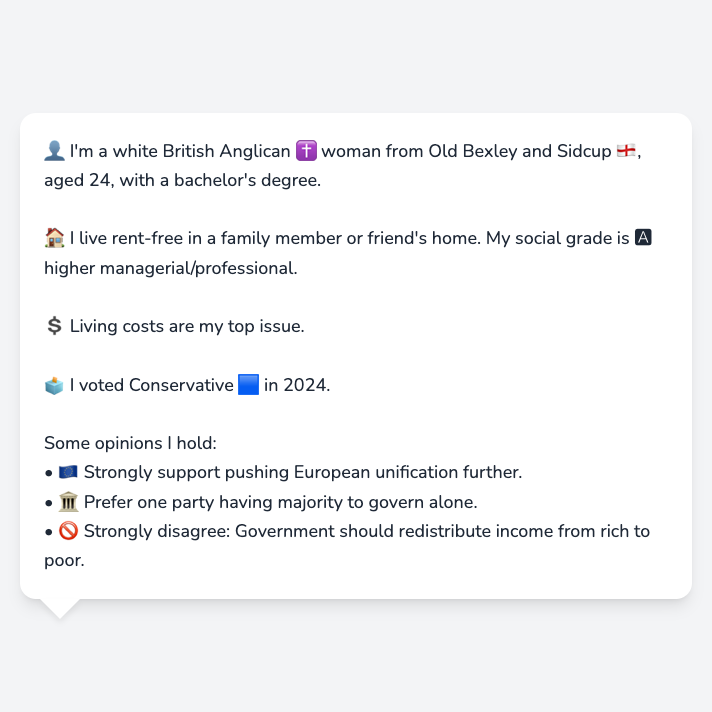 👤 I'm a white British Anglican ✝️ woman from Old Bexley and Sidcup 🏴󠁧󠁢󠁥󠁮󠁧󠁿,
aged 24, with a bachelor's degree.
🏠 I live rent-free in a family member or friend's home. My social grade is 🅰
higher managerial/professional.
💲 Living costs are my top issue.
🗳️ I voted Conservative 🟦 in 2024.
Some opinions I hold:
• 🇪🇺 Strongly support pushing European unification further.
• 🏛️ Prefer one party having majority to govern alone.
• 🚫 Strongly disagree: Government should redistribute income from rich to
poor.